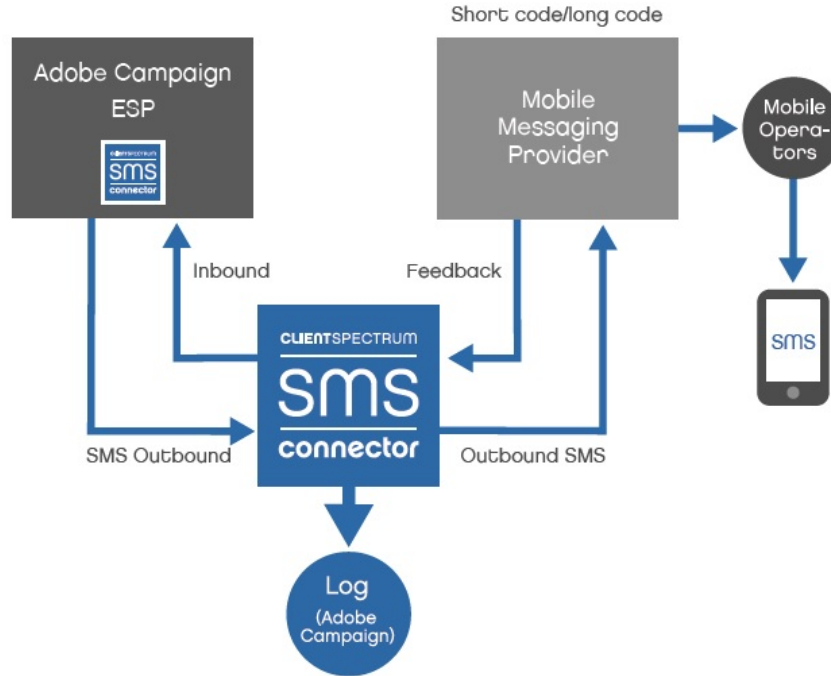 Short code/long code
Adobe Campaign
ESP
CLIENTSPECTRUM
sms
connector
Mobile
Messaging
Provider
Mobile
Opera-
tors
Inbound
Feedback
sms
CLIENTSPECTRUM
sms
connector
SMS Outbound
Outbound SMS
Log
(Adobe
Campaign)